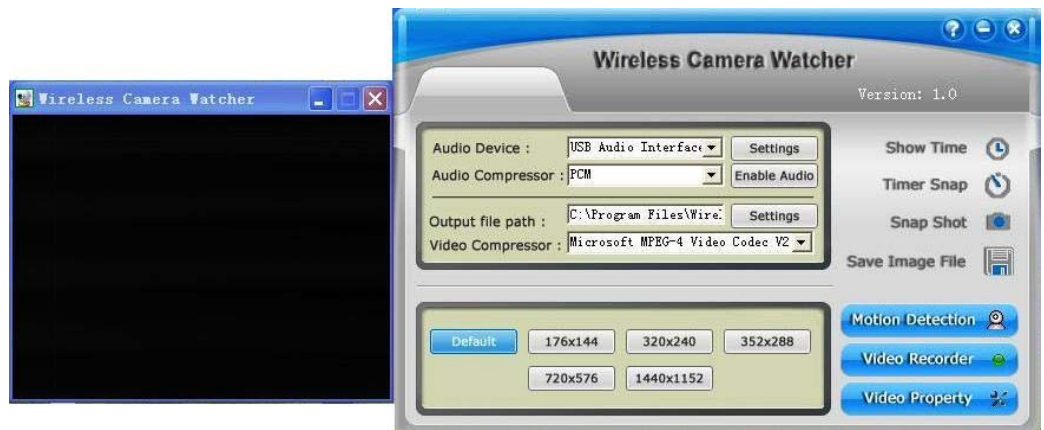 Wireless Camera Watcher
Wireless Camera Watcher
Version: 1.0
Audio Device : USB Audio Interface Settings
Audio Compressor : PCM Enable Audio
Output file path : C:\Program Files\Wire Settings
Video Compressor : Microsoft MPEG-4 Video Codec V2
Show Time
Timer Snap
Snap Shot
Save Image File
Default 176x144 320x240 352x288
720x576 1440x1152
Motion Detection
Video Recorder
Video Property